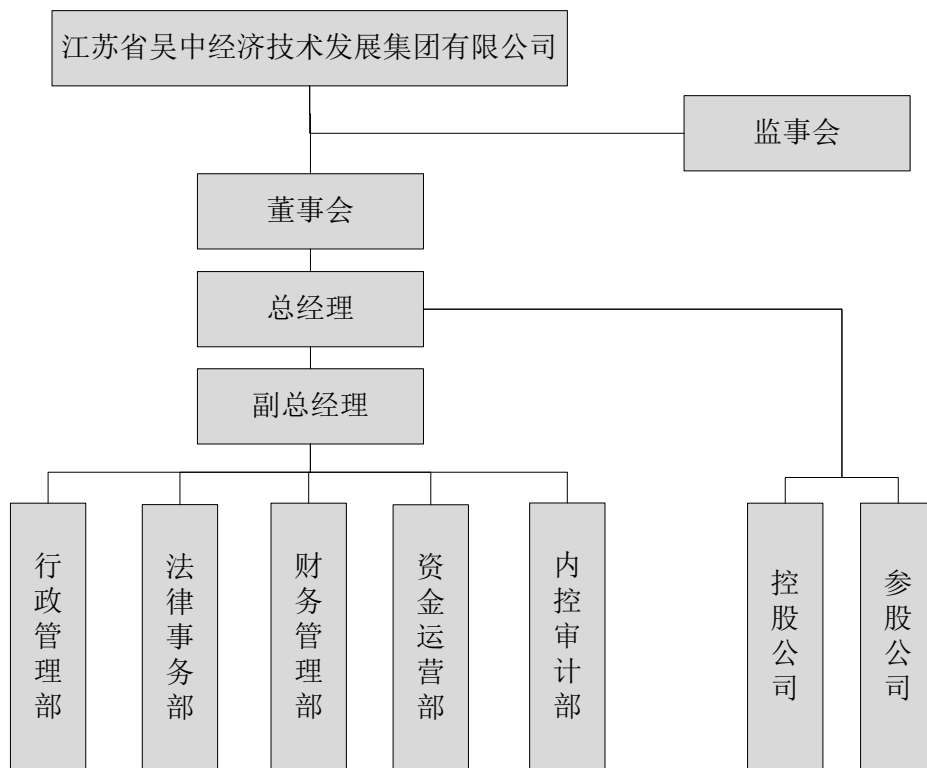 江苏省吴中经济技术发展集团有限公司
监事会
董事会
总经理
副总经理
行政管理部
法律事务部
财务管理部
资金运营部
内控审计部
控股公司
参股公司